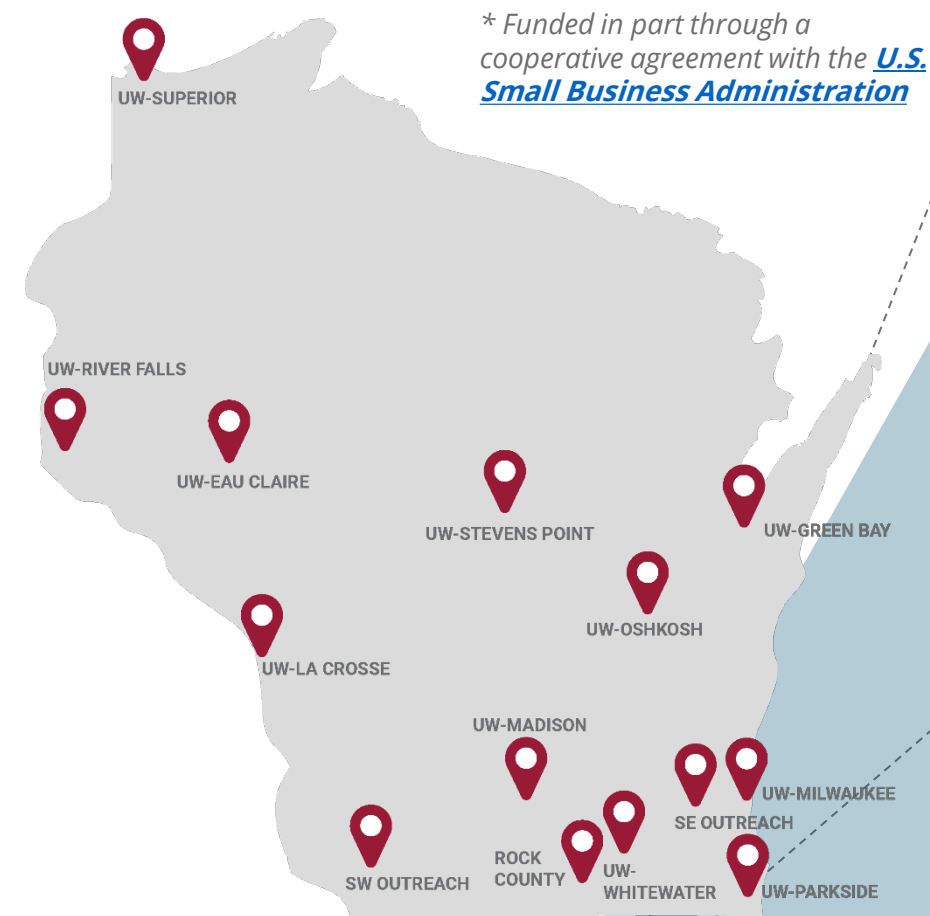 * Funded in part through a
cooperative agreement with the U.S.
Small Business Administration
UW-SUPERIOR
UW-RIVER FALLS
UW-EAU CLAIRE
UW-STEVENS POINT
UW-GREEN BAY
UW-OSHKOSH
UW-LA CROSSE
UW-MADISON
UW-MILWAUKEE
SE OUTREACH
ROCK
COUNTY
UW-
WHITEWATER
SW OUTREACH
UW-PARKSIDE